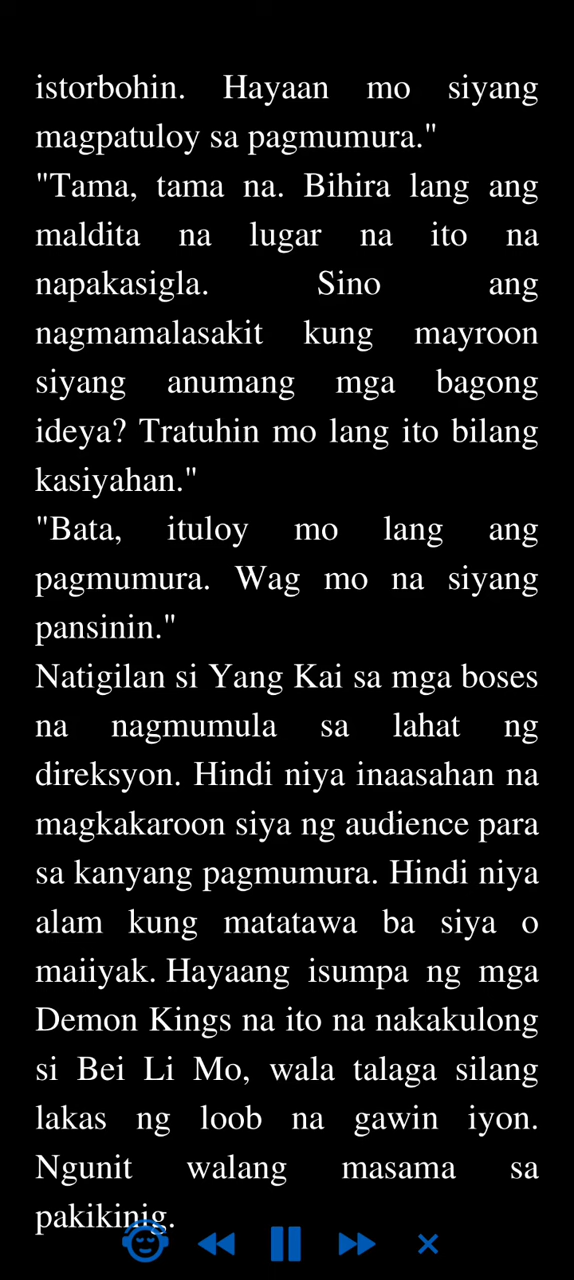 istorbohin. Hayaan mo siyang
magpatuloy sa pagmumura."
"Tama, tama na. Bihira lang ang
maldita na lugar na ito na
napakasigla. Sino ang
nagmamalasakit kung mayroon
siyang anumang mga bagong
ideya? Tratuhin mo lang ito bilang
kasiyahan."
"Bata, ituloy mo lang ang
pagmumura. Wag mo na siyang
pansinin."
Natigilan si Yang Kai sa mga boses
na nagmumula sa lahat ng
direksyon. Hindi niya inaasahan na
magkakaroon siya ng audience para
sa kanyang pagmumura. Hindi niya
alam kung matatawa ba siya o
maiiyak. Hayaang isumpa ng mga
Demon Kings na ito na nakakulong
si Bei Li Mo, wala talaga silang
lakas ng loob na gawin iyon.
Ngunit walang masama sa
pakikinig.